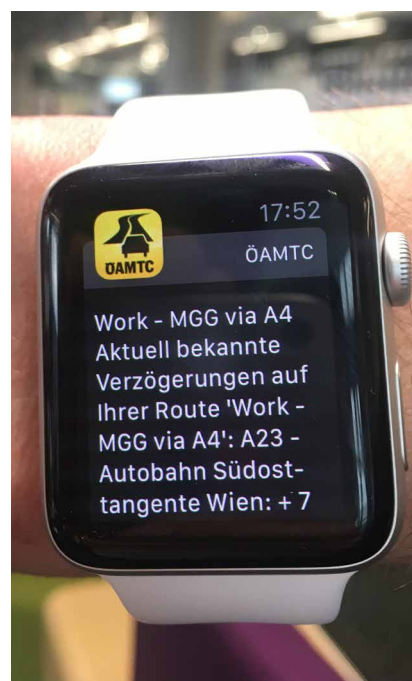 17:52
ÖAMTC
ÖAMTC
Work - MGG via A4
Aktuell bekannte
Verzögerungen auf
Ihrer Route 'Work -
MGG via A4': A23 -
Autobahn Südost-
tangente Wien: + 7